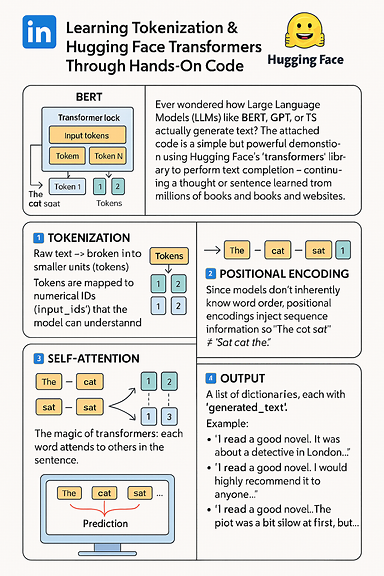 in
Learning Tokenization &
Hugging Face Transformers
Through Hands-On Code
Hugging Face
BERT
Transformer lock
Input tokens
Tokem
Token N
The
cat sqat
Token 1
1
2
Tokens
Ever wondered how Large Language
Models (LLMs) like BERT, GPT, or TS
actually generate text? The attached
code is a simple but powerful demonstio-
n using Hugging Face's 'transformers' libr-
ary to perform text completion – continu-
ing a thought or sentence learned trom
millions of books and books and websites.
1 TOKENIZATION
Raw text –> broken into
smaller units (tokens)
Tokens are mapped to
numerical IDs
(input_ids') that the
model can understannd
Tokens
1 2
1 2
The cat sat 1
2 POSITIONAL ENCODING
Since models don't inherently
know word order, positional
encodings inject sequence
information so "The cot sat"
≠ 'Sat cat the."
3 SELF-ATTENTION
The cat
sat sat
1 2
1 3
The magic of transformers: each
word attends to others in the
sentence.
The cat sat ...
Prediction
4 OUTPUT
A list of dictionaries, each with
'generated_text'.
Example:
• 'I read a good novel. It was
about a detective in London..."
• "I read a good novel. I would
highly recommend it to
anyone..."
• 'I read a good novel..The
piot was a bit silow at first, but...